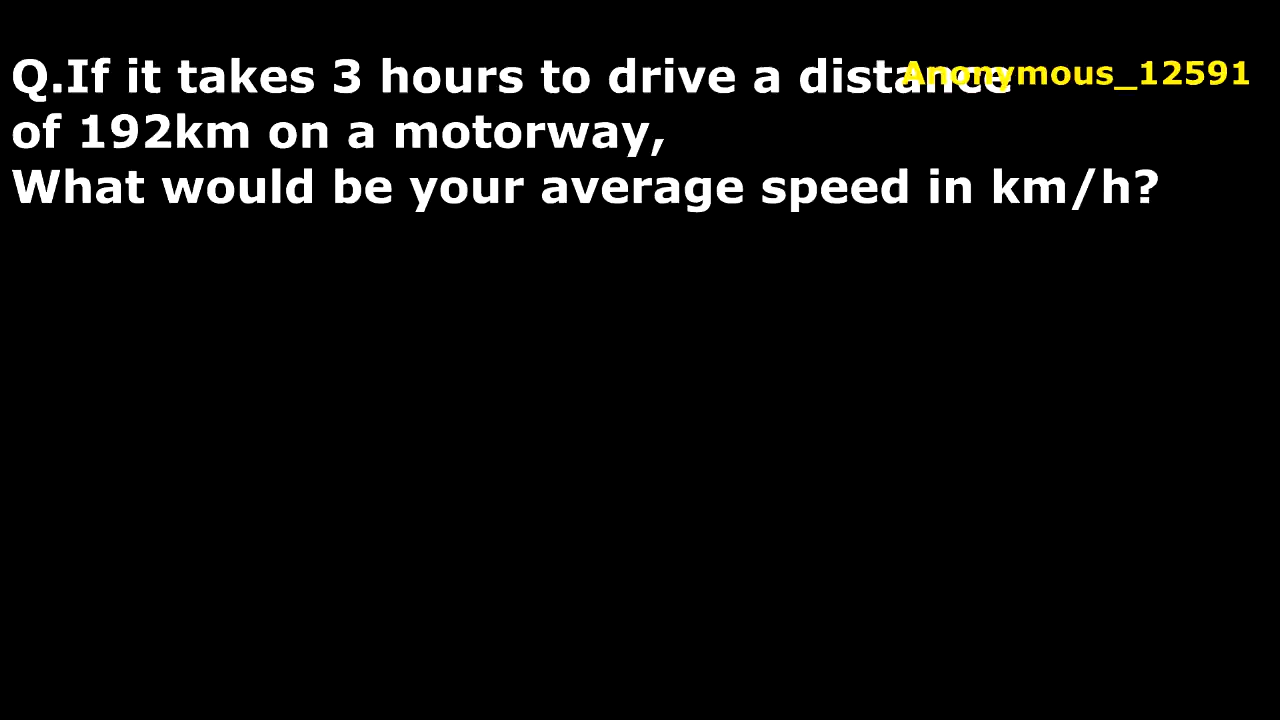 Q.If it takes 3 hours to drive a distance
Anonymous_12591
of 192km on a motorway,
What would be your average speed in km/h?